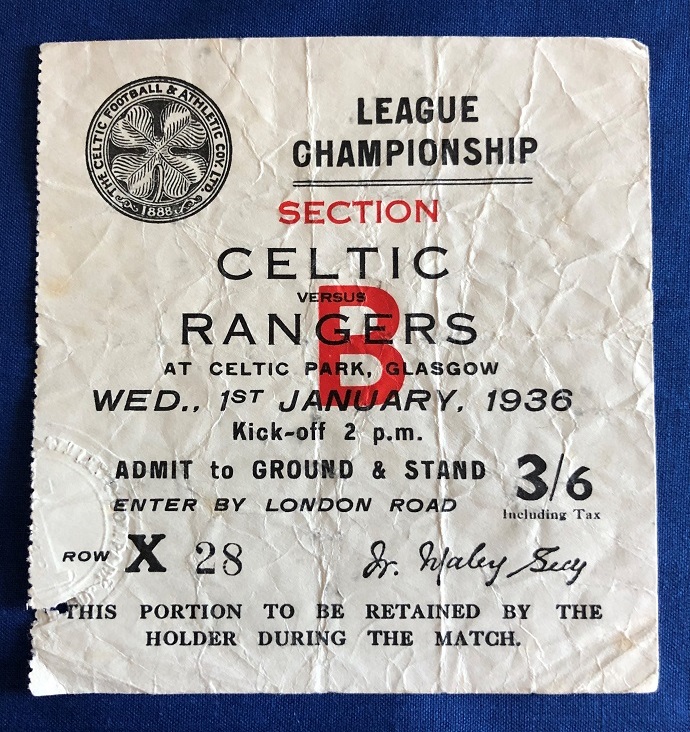 THE CELTIC FOOTBALL & ATHLETIC COY. LTD.
1888
LEAGUE
CHAMPIONSHIP
SECTION
B
CELTIC
VERSUS
RANGERS
AT CELTIC PARK, GLASGOW
WED., 1ST JANUARY, 1936
Kick-off 2 p.m.
ADMIT to GROUND & STAND 3/6
ENTER BY LONDON ROAD Including Tax
ROW X 28 W. Maley Secy
THIS PORTION TO BE RETAINED BY THE
HOLDER DURING THE MATCH.